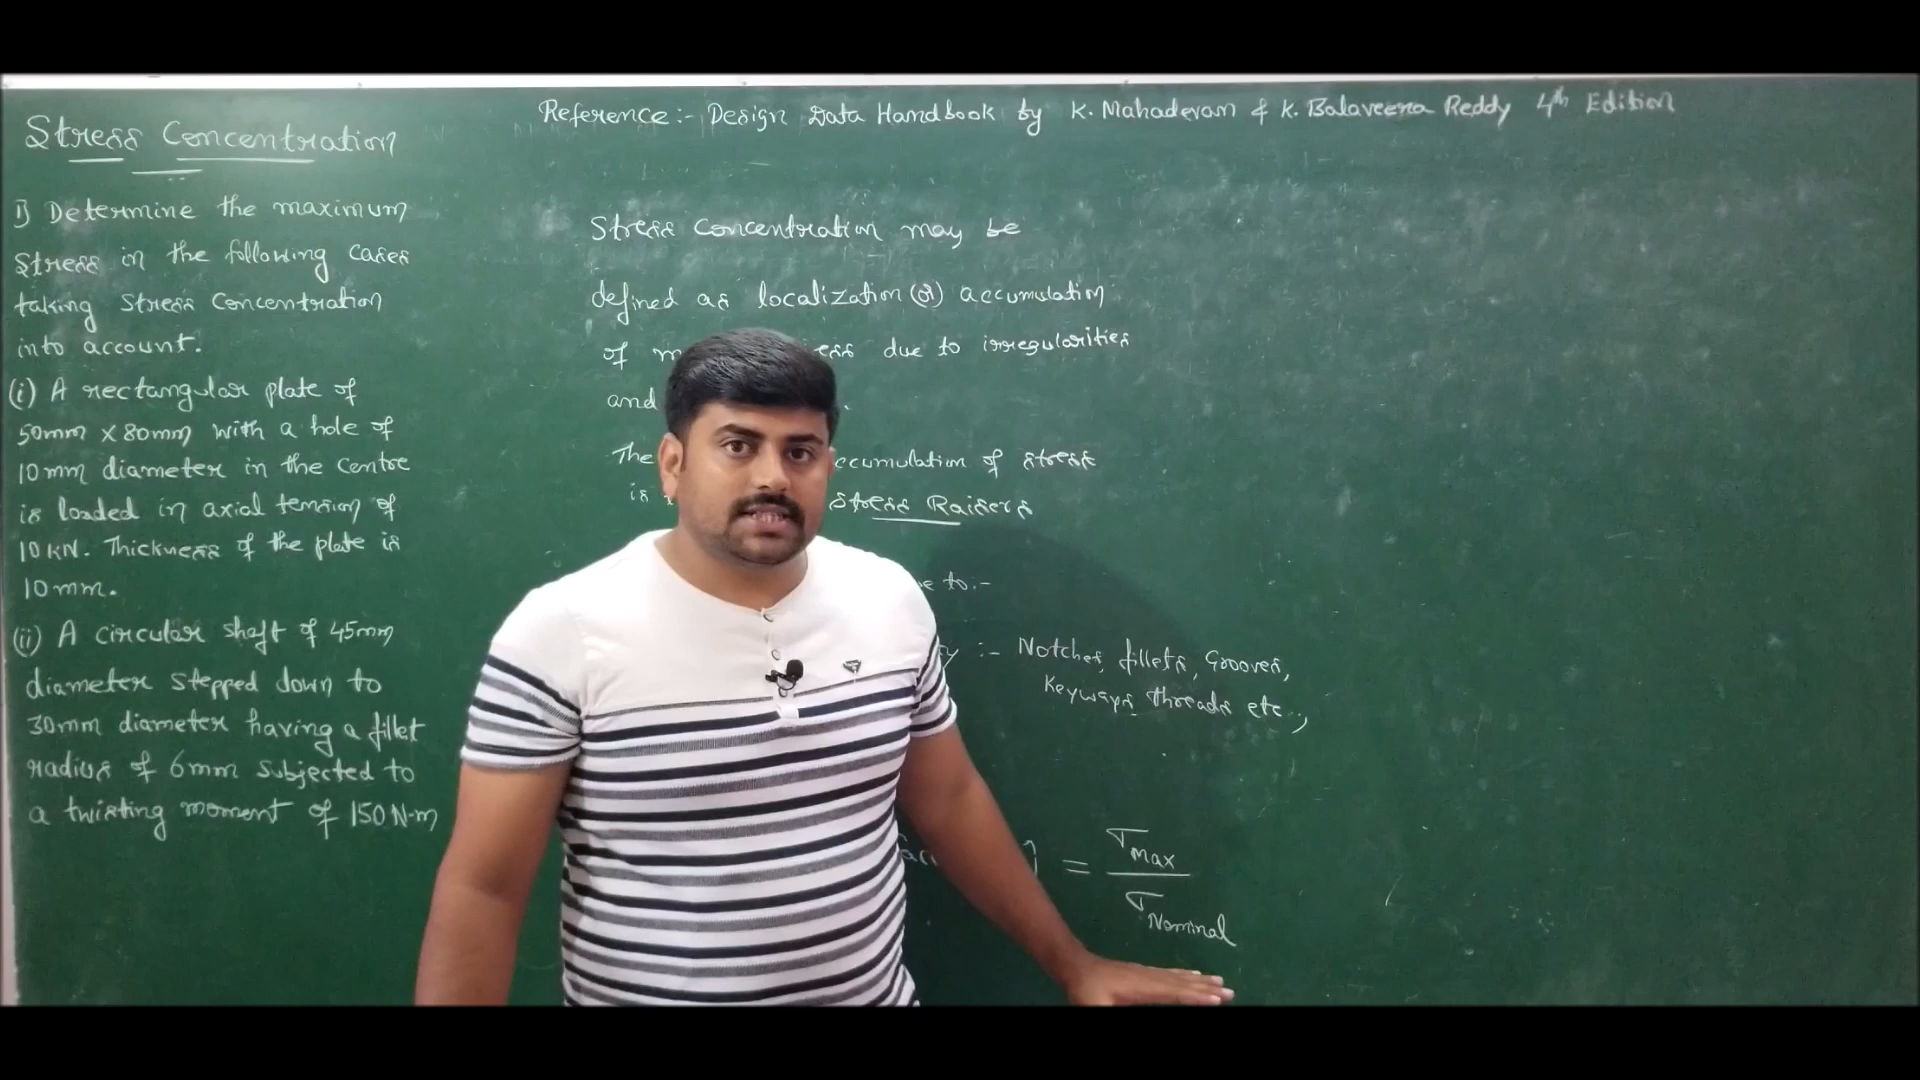 Stress Concentration
Reference:- Design Data Handbook by K. Mahadevan & K. Balaveera Reddy 4th Edition
1) Determine the maximum
stress in the following cases
taking stress concentration
into account.
(i) A rectangular plate of
50mm X 80mm with a hole of
10mm diameter in the centre
is loaded in axial tension of
10KN. Thickness of the plate is
10mm.
(ii) A circular shaft of 45mm
diameter stepped down to
30mm diameter having a fillet
radius of 6mm subjected to
a twisting moment of 150N-m
Stress concentration may be
defined as localization (or) accumulation
of due to irregularities
and
The accumulation of stress
is Stress Raisers
to:-
:- Notches, fillets, Grooves,
Keyways, threads etc.,
= σmax
σNominal